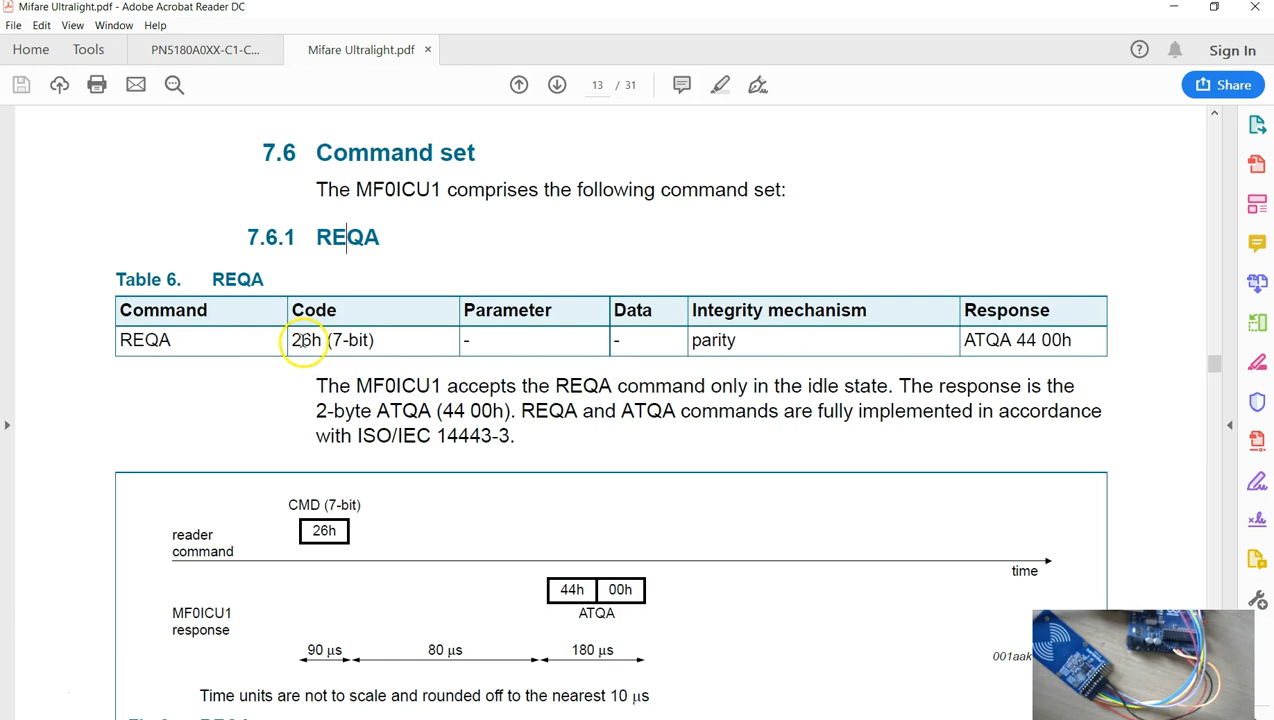 Mifare Ultralight.pdf - Adobe Acrobat Reader DC
File Edit View Window Help
Home Tools PN5180A0XX-C1-C... Mifare Ultralight.pdf × Sign In
13 / 31 Share
7.6 Command set
The MF0ICU1 comprises the following command set:
7.6.1 REQA
Table 6. REQA
Command Code Parameter Data Integrity mechanism Response
REQA 26h (7-bit) - - parity ATQA 44 00h
The MF0ICU1 accepts the REQA command only in the idle state. The response is the
2-byte ATQA (44 00h). REQA and ATQA commands are fully implemented in accordance
with ISO/IEC 14443-3.
CMD (7-bit)
26h
reader
command
time
44h 00h
ATQA
MF0ICU1
response
90 µs 80 µs 180 µs
001aak
Time units are not to scale and rounded off to the nearest 10 µs